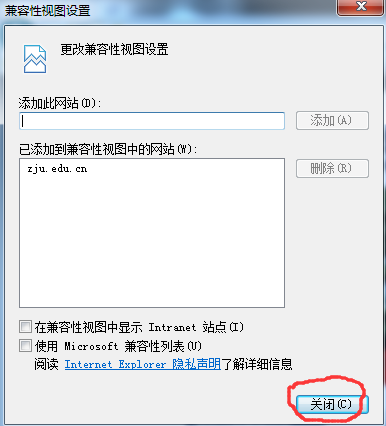 兼容性视图设置
更改兼容性视图设置
添加此网站(D):
添加(A)
已添加到兼容性视图中的网站(W):
zju.edu.cn
删除(R)
在兼容性视图中显示 Intranet 站点(I)
使用 Microsoft 兼容性列表(U)
阅读 Internet Explorer 隐私声明了解详细信息
关闭(C)